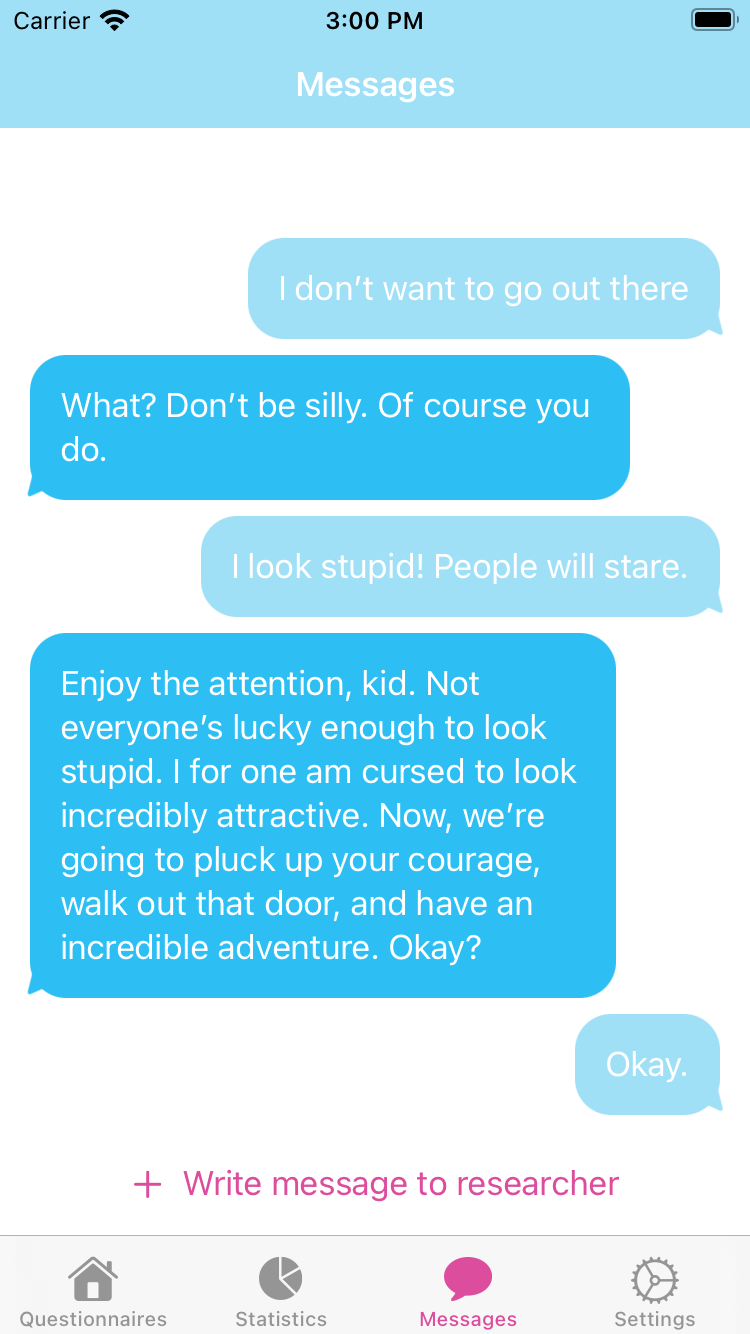 Carrier 3:00 PM
Messages
I don’t want to go out there
What? Don’t be silly. Of course you
do.
I look stupid! People will stare.
Enjoy the attention, kid. Not
everyone’s lucky enough to look
stupid. I for one am cursed to look
incredibly attractive. Now, we’re
going to pluck up your courage,
walk out that door, and have an
incredible adventure. Okay?
Okay.
+ Write message to researcher
Questionnaires Statistics Messages Settings